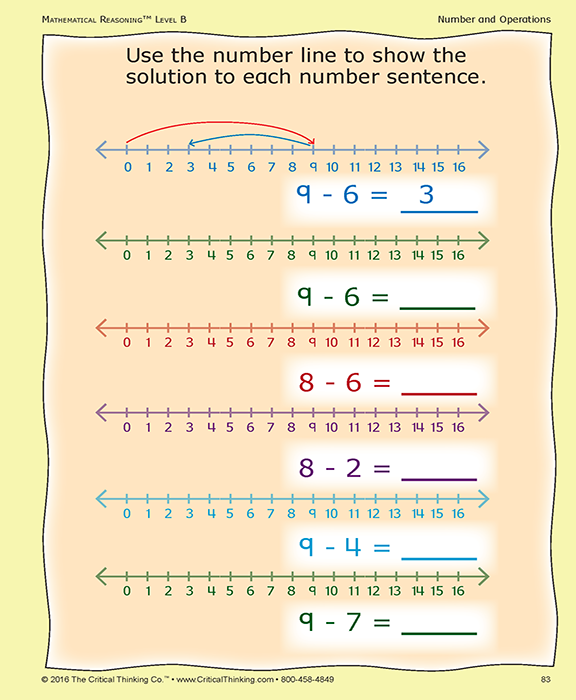 Mathematical Reasoning™ Level B Number and Operations
Use the number line to show the
solution to each number sentence.
0 1 2 3 4 5 6 7 8 9 10 11 12 13 14 15 16
9 - 6 = 3
0 1 2 3 4 5 6 7 8 9 10 11 12 13 14 15 16
9 - 6 = ______
0 1 2 3 4 5 6 7 8 9 10 11 12 13 14 15 16
8 - 6 = ______
0 1 2 3 4 5 6 7 8 9 10 11 12 13 14 15 16
8 - 2 = ______
0 1 2 3 4 5 6 7 8 9 10 11 12 13 14 15 16
9 - 4 = ______
0 1 2 3 4 5 6 7 8 9 10 11 12 13 14 15 16
9 - 7 = ______
© 2016 The Critical Thinking Co.™ • www.CriticalThinking.com • 800-458-4849 83